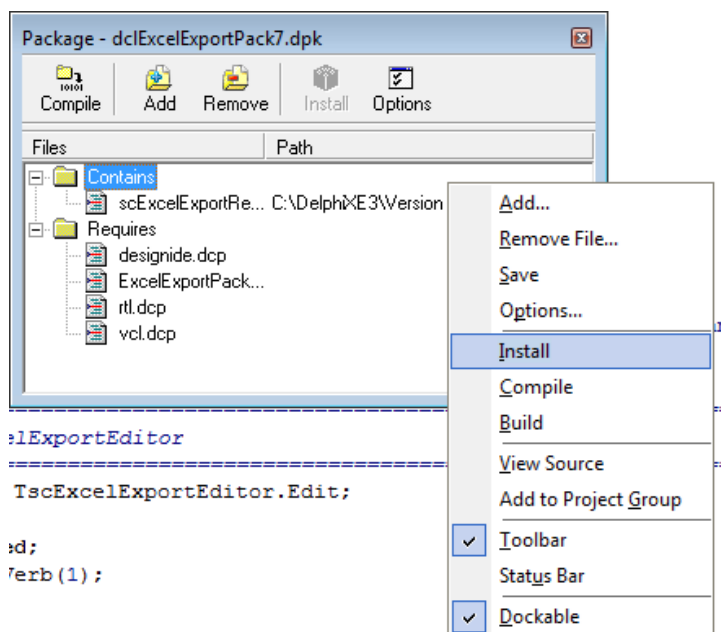 Package - dclExcelExportPack7.dpk
Compile Add Remove Install Options
Files Path
Contains
scExcelExportRe... C:\DelphiXE3\Version
Requires
designide.dcp
ExcelExportPack...
rtl.dcp
vcl.dcp
Add...
Remove File...
Save
Options...
Install
Compile
Build
View Source
Add to Project Group
Toolbar
Status Bar
Dockable
elExportEditor
TscExcelExportEditor.Edit;
ed;
Verb(1);